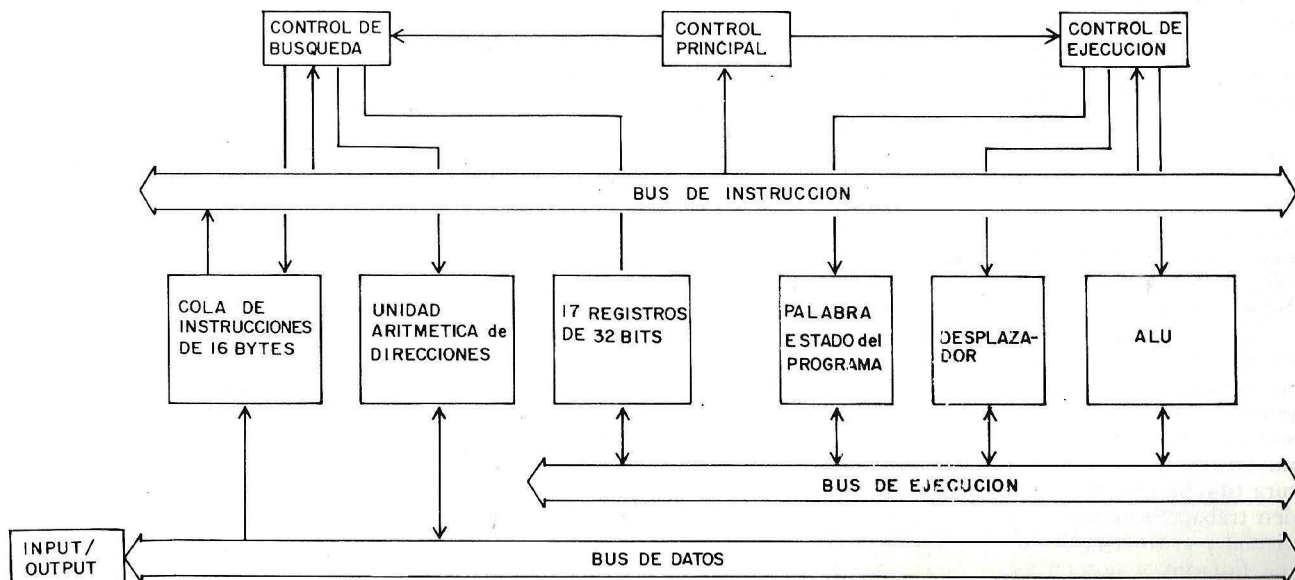 CONTROL DE
BUSQUEDA
CONTROL
PRINCIPAL
CONTROL DE
EJECUCION
BUS DE INSTRUCCION
COLA DE
INSTRUCCIONES
DE 16 BYTES
UNIDAD
ARITMETICA de
DIRECCIONES
17 REGISTROS
DE 32 BITS
PALABRA
ESTADO del
PROGRAMA
DESPLAZA-
DOR
ALU
BUS DE EJECUCION
INPUT/
OUTPUT
BUS DE DATOS